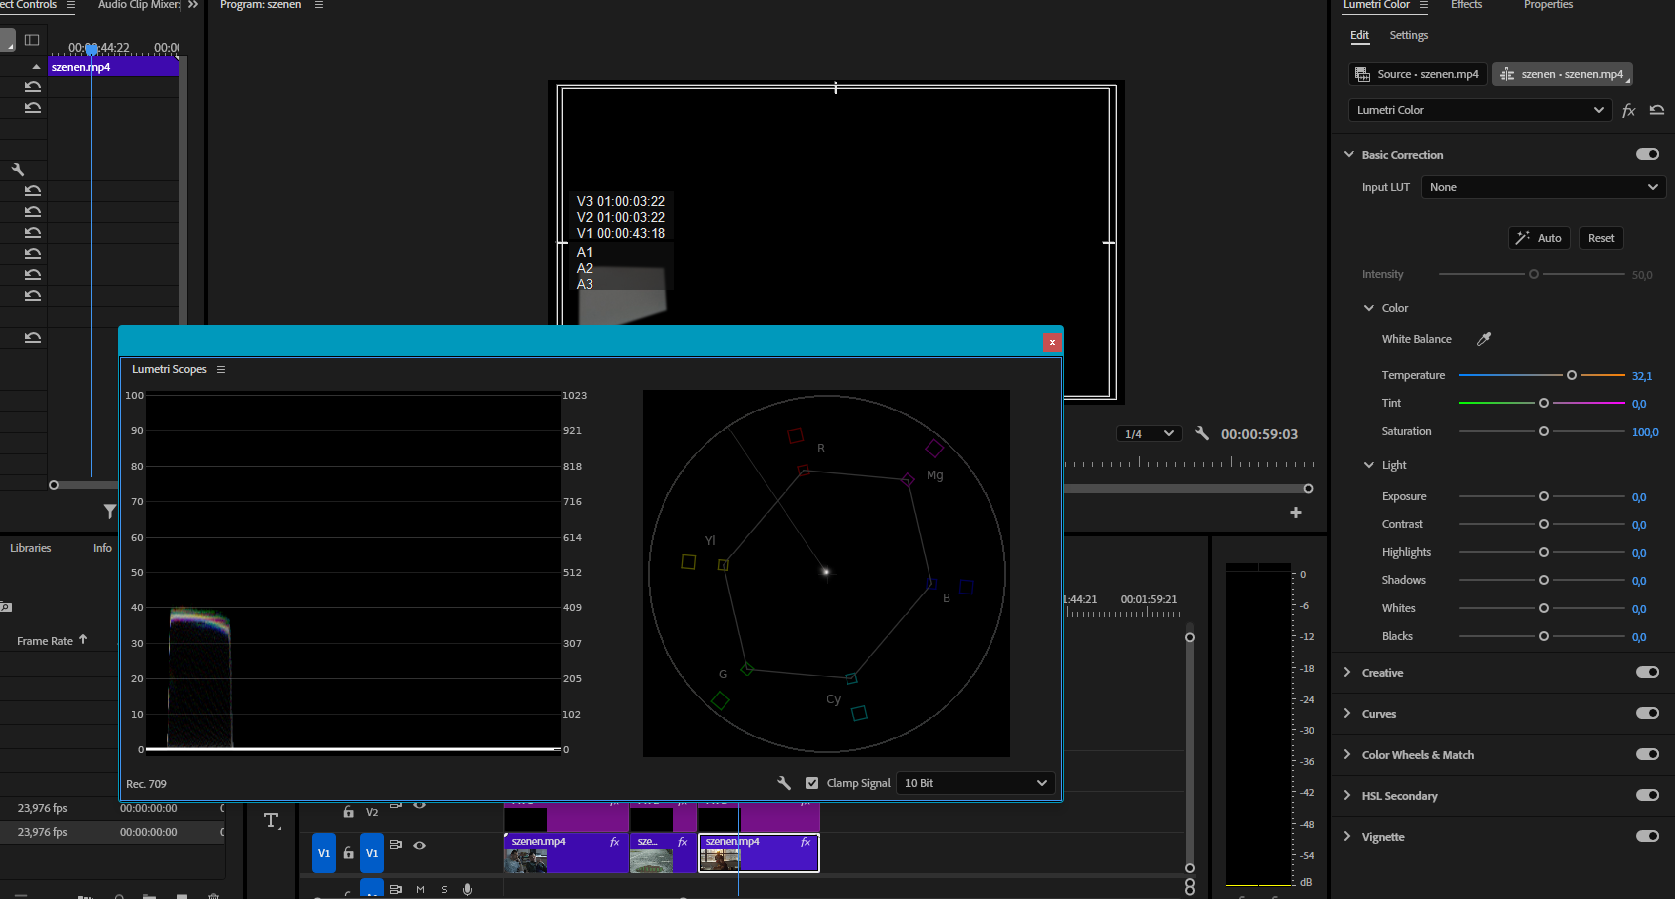 ect Controls
Audio Clip Mixer:
Program: szenen
Lumetri Color
Effects
Properties
Edit
Settings
00:00:44:22
szenen.mp4
Source • szenen.mp4
szenen • szenen.mp4
Lumetri Color
fx
Basic Correction
Input LUT
None
Auto
Reset
Intensity
50,0
Color
White Balance
Temperature
32,1
Tint
0,0
Saturation
100,0
Light
Exposure
0,0
Contrast
0,0
Highlights
0,0
Shadows
0,0
Whites
0,0
Blacks
0,0
Creative
Curves
Color Wheels & Match
HSL Secondary
Vignette
V3 01:00:03:22
V2 01:00:03:22
V1 00:00:43:18
A1
A2
A3
1/4
00:00:59:03
x
Lumetri Scopes
100
1023
90
921
80
818
70
716
60
614
50
512
40
409
30
307
20
205
10
102
0
0
R
Mg
Yl
B
G
Cy
Rec. 709
Clamp Signal
10 Bit
Libraries
Info
Frame Rate
23,976 fps
00:00:00:00
23,976 fps
00:00:00:00
T
1:44:21
00:01:59:21
V2
V1
V1
szenen.mp4
fx
sze...
fx
szenen.mp4
fx
M
S
0
-6
-12
-18
-24
-30
-36
-42
-48
-54
dB